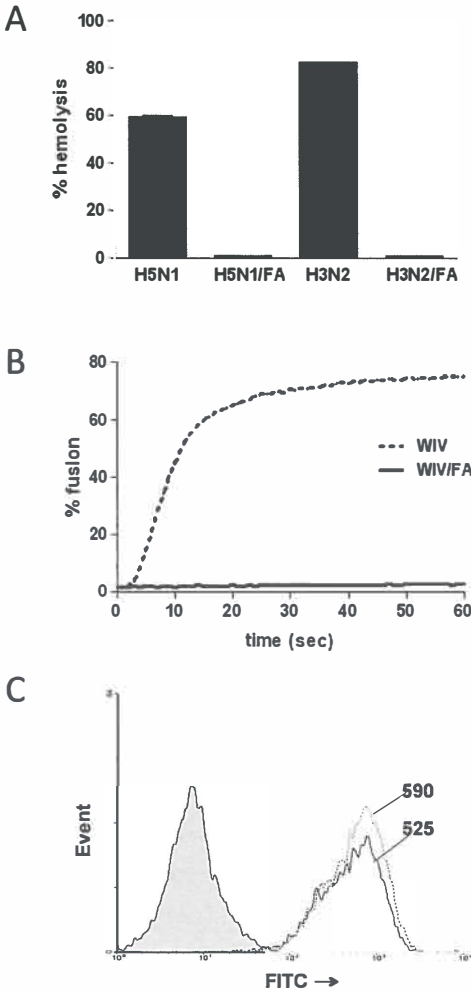 A
% hemolysis
100
80
60
40
20
0
H5N1 H5N1/FA H3N2 H3N2/FA
B
% fusion
80
60
40
20
0
WIV
WIV/FA
0 10 20 30 40 50 60
time (sec)
C
Event
590
525
FITC →